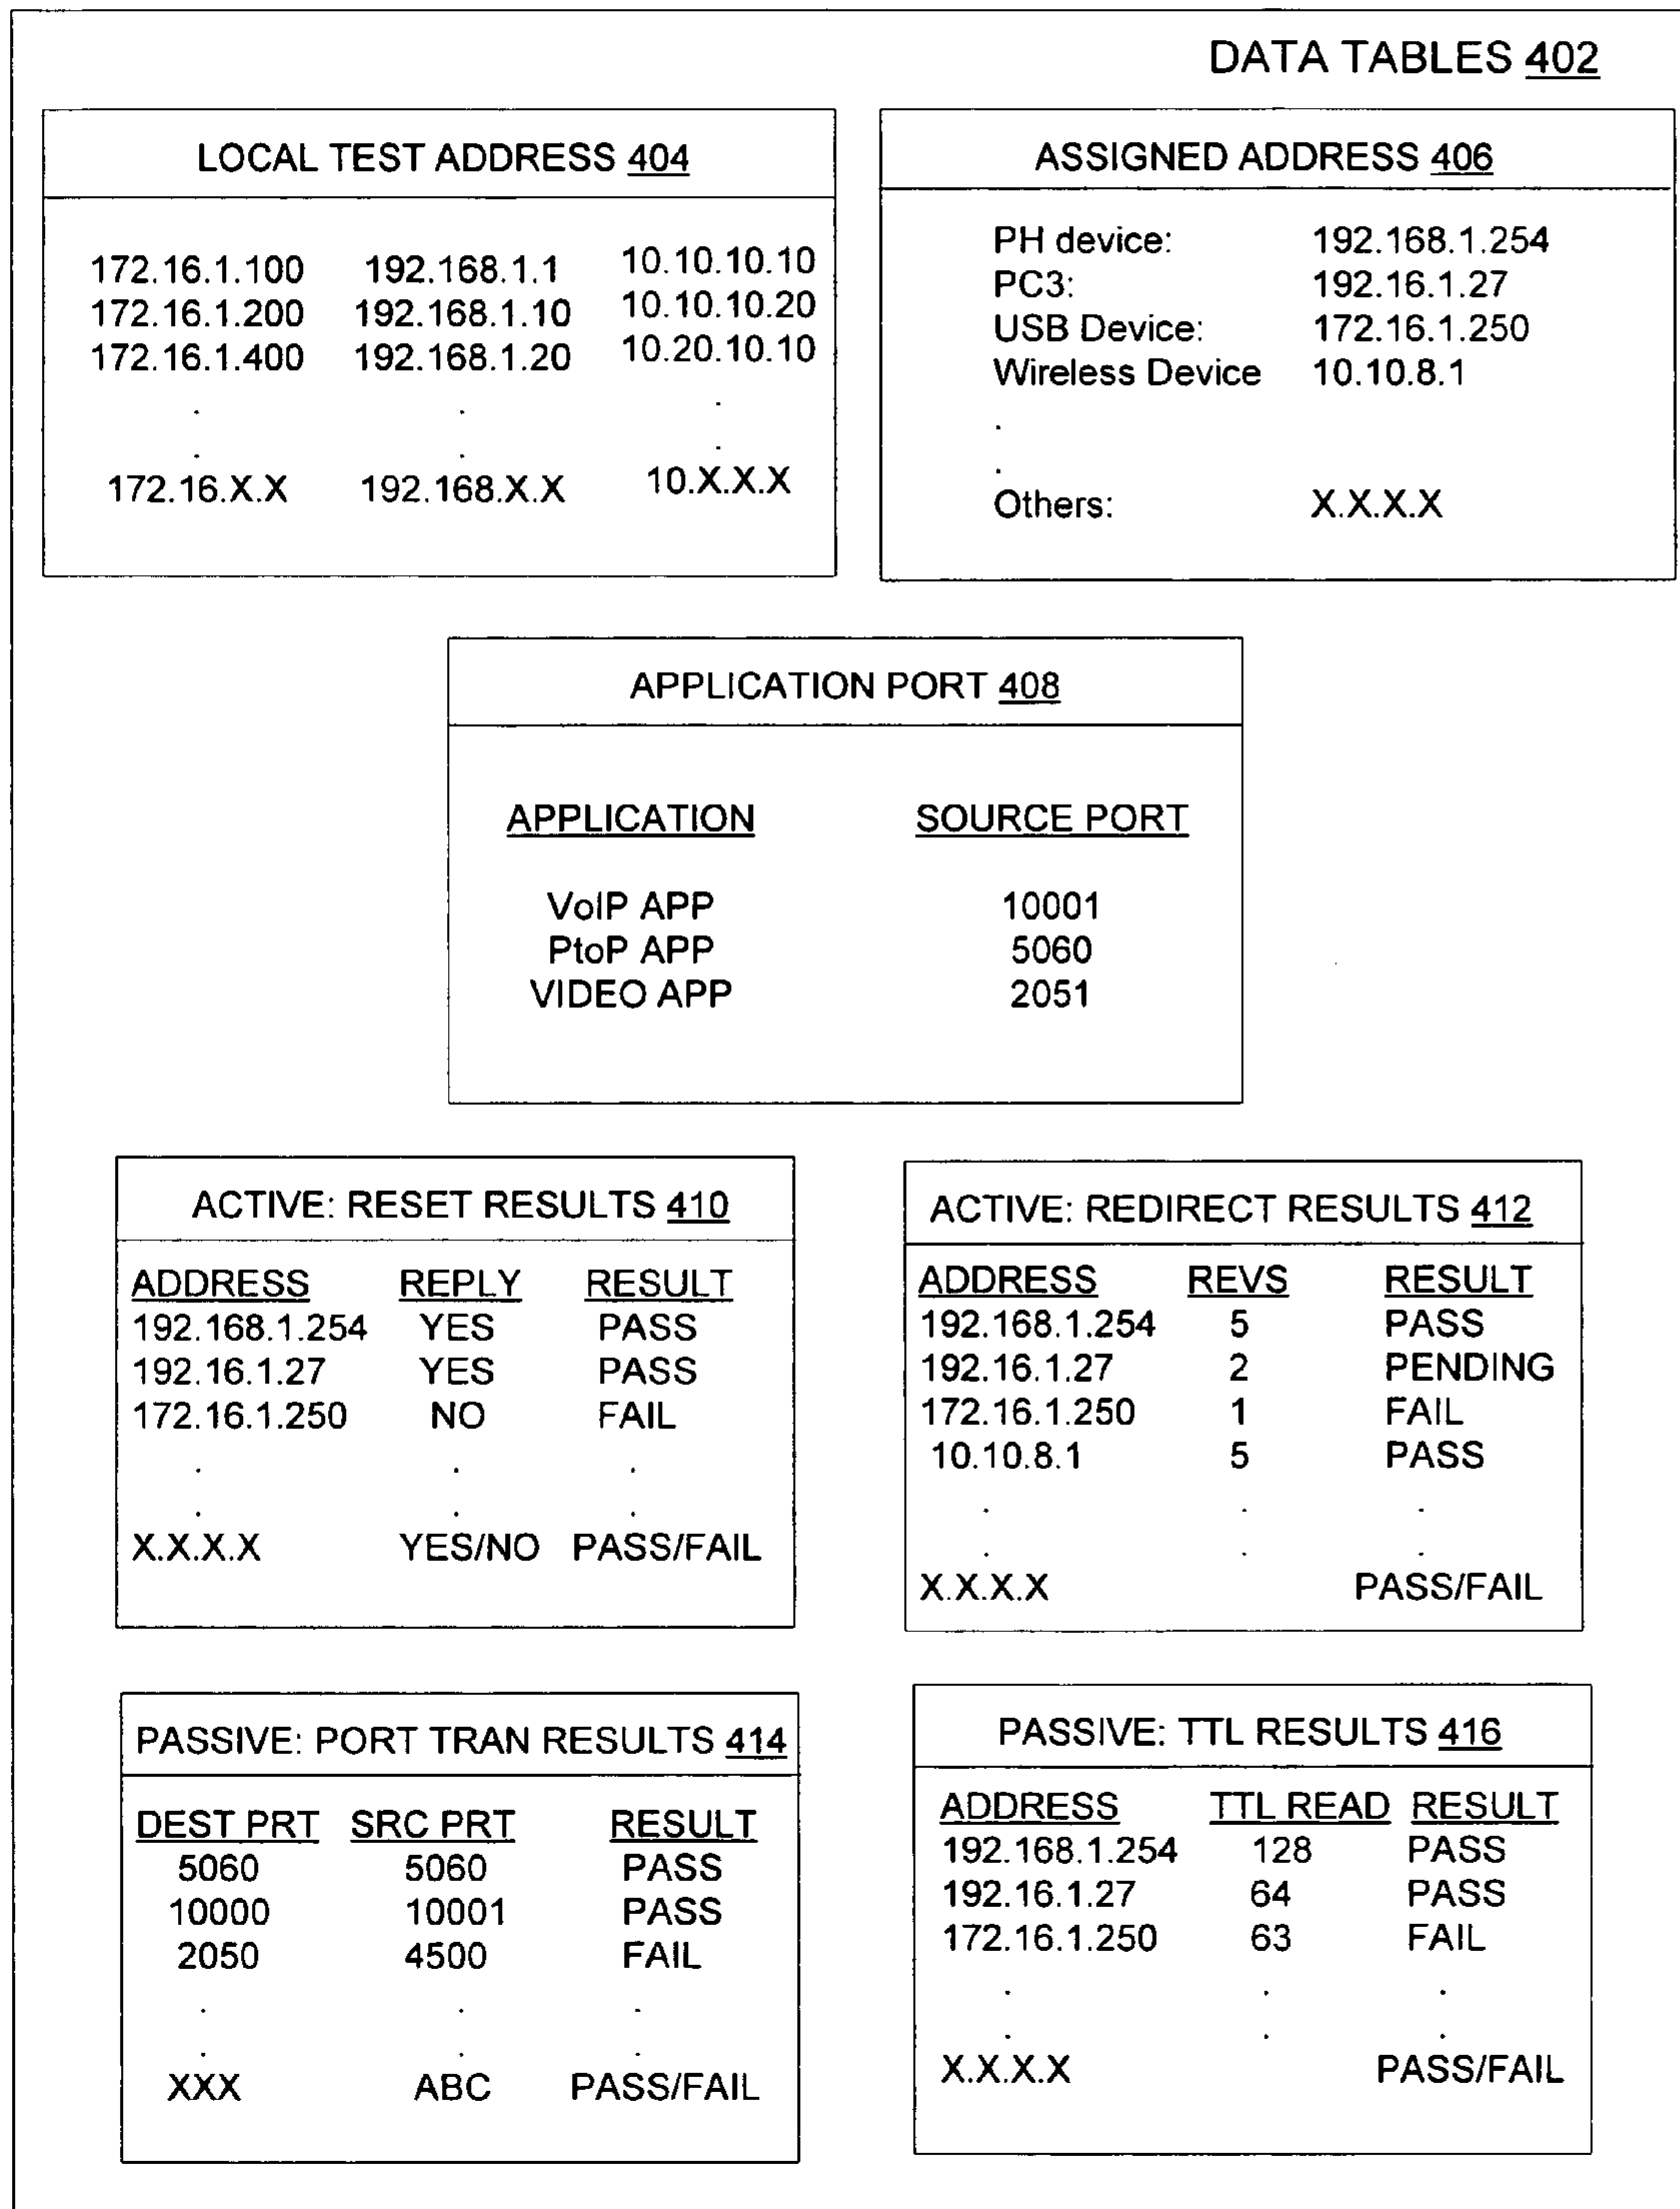 DATA TABLES 402
LOCAL TEST ADDRESS 404
172.16.1.100 192.168.1.1 10.10.10.10
172.16.1.200 192.168.1.10 10.10.10.20
172.16.1.400 192.168.1.20 10.20.10.10
. . .
. . .
172.16.X.X 192.168.X.X 10.X.X.X
ASSIGNED ADDRESS 406
PH device: 192.168.1.254
PC3: 192.16.1.27
USB Device: 172.16.1.250
Wireless Device 10.10.8.1
.
.
Others: X.X.X.X
APPLICATION PORT 408
APPLICATION SOURCE PORT
VoIP APP 10001
PtoP APP 5060
VIDEO APP 2051
ACTIVE: RESET RESULTS 410
ADDRESS REPLY RESULT
192.168.1.254 YES PASS
192.16.1.27 YES PASS
172.16.1.250 NO FAIL
. . .
. . .
X.X.X.X YES/NO PASS/FAIL
ACTIVE: REDIRECT RESULTS 412
ADDRESS REVS RESULT
192.168.1.254 5 PASS
192.16.1.27 2 PENDING
172.16.1.250 1 FAIL
10.10.8.1 5 PASS
. . .
. . .
X.X.X.X PASS/FAIL
PASSIVE: PORT TRAN RESULTS 414
DEST PRT SRC PRT RESULT
5060 5060 PASS
10000 10001 PASS
2050 4500 FAIL
. . .
. . .
XXX ABC PASS/FAIL
PASSIVE: TTL RESULTS 416
ADDRESS TTL READ RESULT
192.168.1.254 128 PASS
192.16.1.27 64 PASS
172.16.1.250 63 FAIL
. . .
. . .
X.X.X.X PASS/FAIL